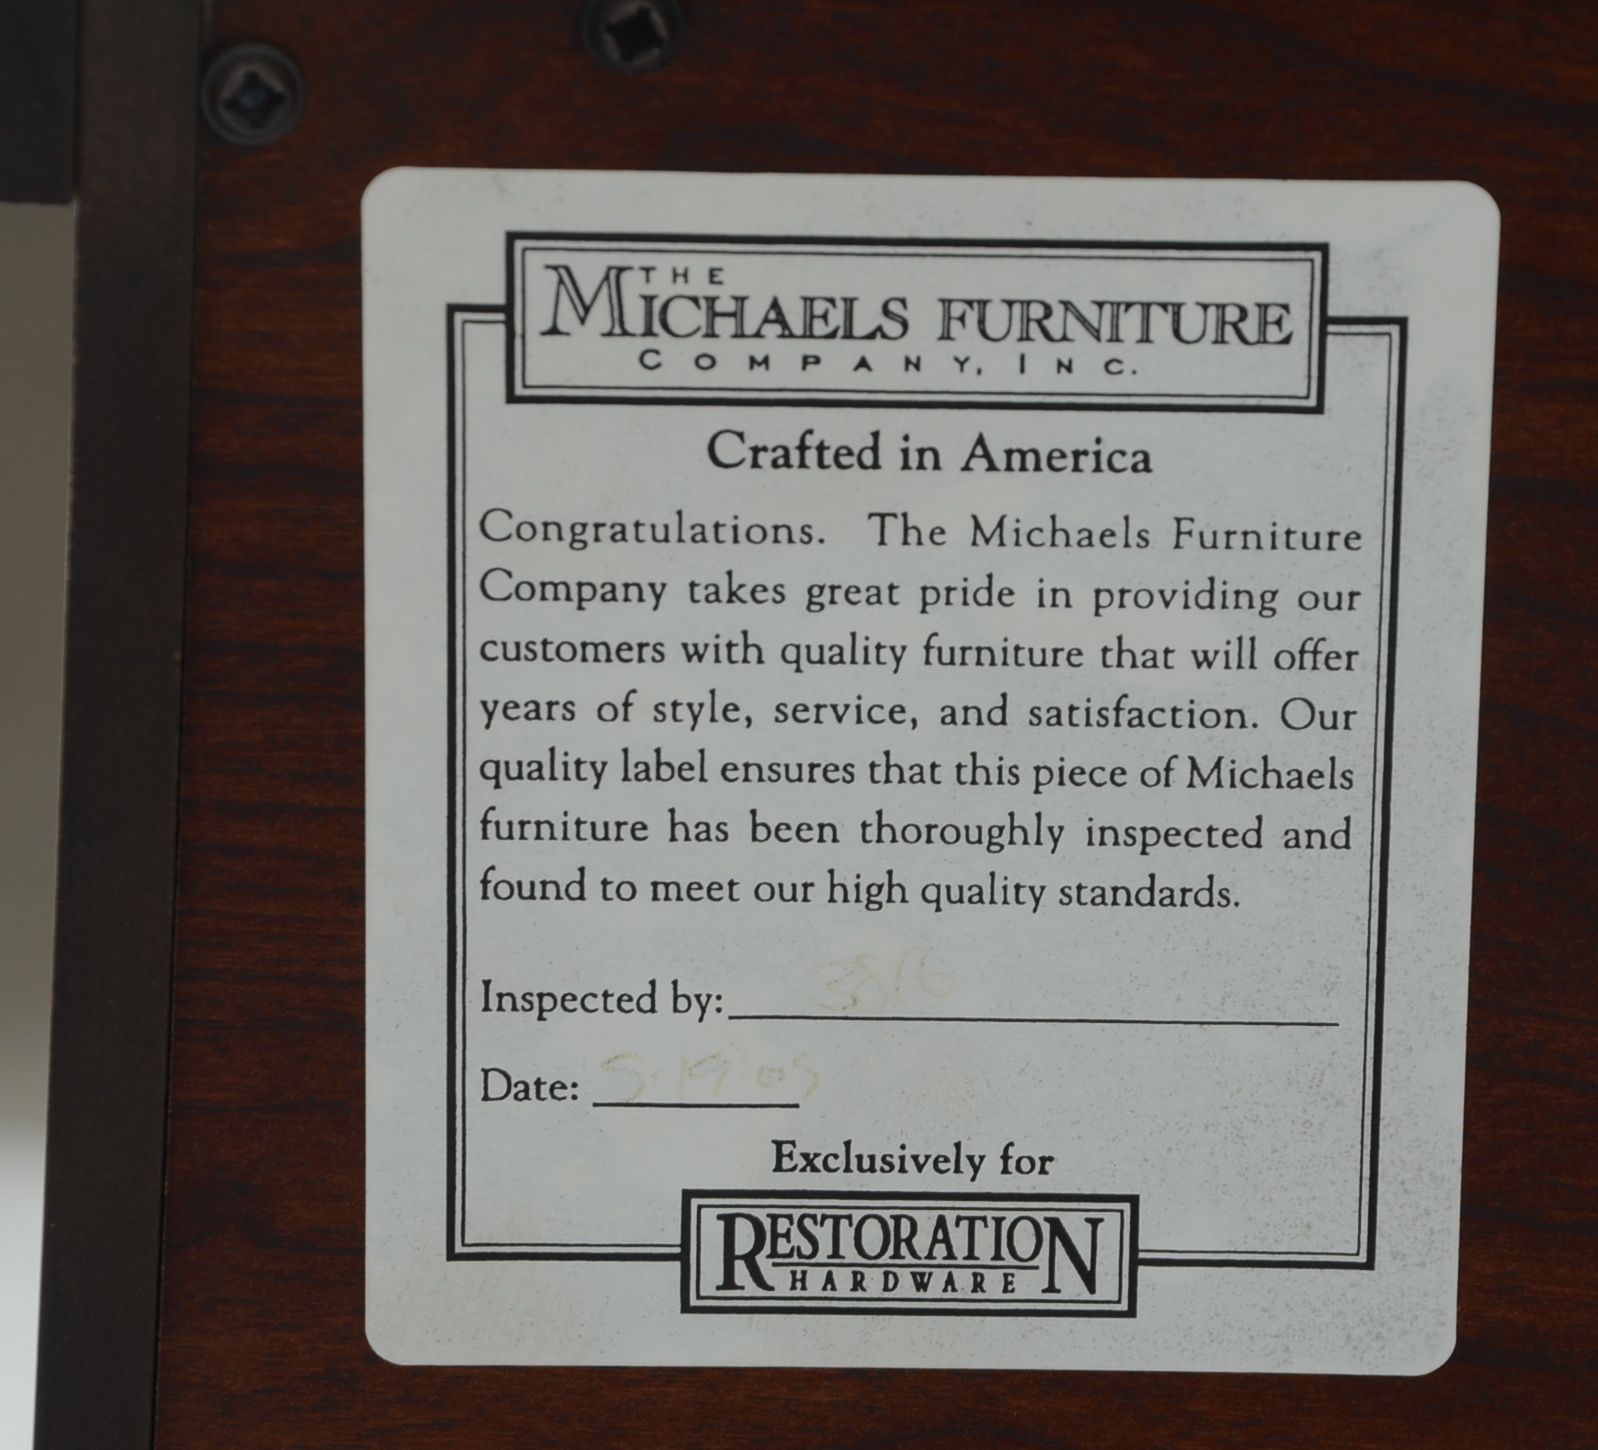 THE
MICHAELS FURNITURE
COMPANY, INC.
Crafted in America
Congratulations. The Michaels Furniture
Company takes great pride in providing our
customers with quality furniture that will offer
years of style, service, and satisfaction. Our
quality label ensures that this piece of Michaels
furniture has been thoroughly inspected and
found to meet our high quality standards.
Inspected by:
Date:
Exclusively for
RESTORATION
HARDWARE